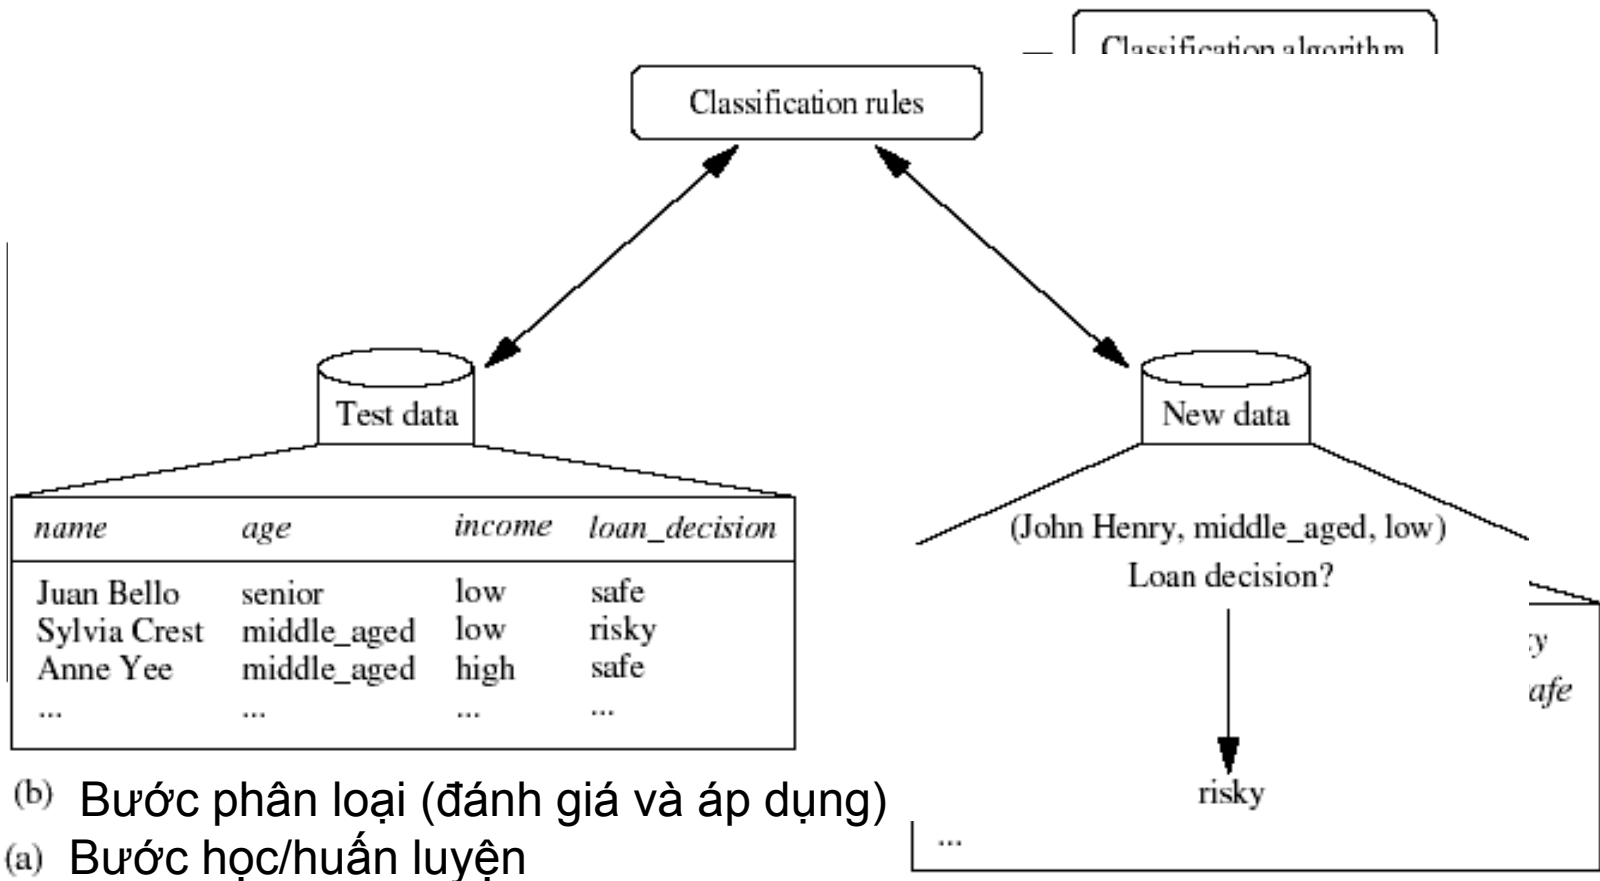 Classification algorithm
Classification rules
Test data
New data
name age income loan_decision
Juan Bello senior low safe
Sylvia Crest middle_aged low risky
Anne Yee middle_aged high safe
... ... ... ...
(John Henry, middle_aged, low)
Loan decision?
risky
...
(b) Bước phân loại (đánh giá và áp dụng)
(a) Bước học/huấn luyện